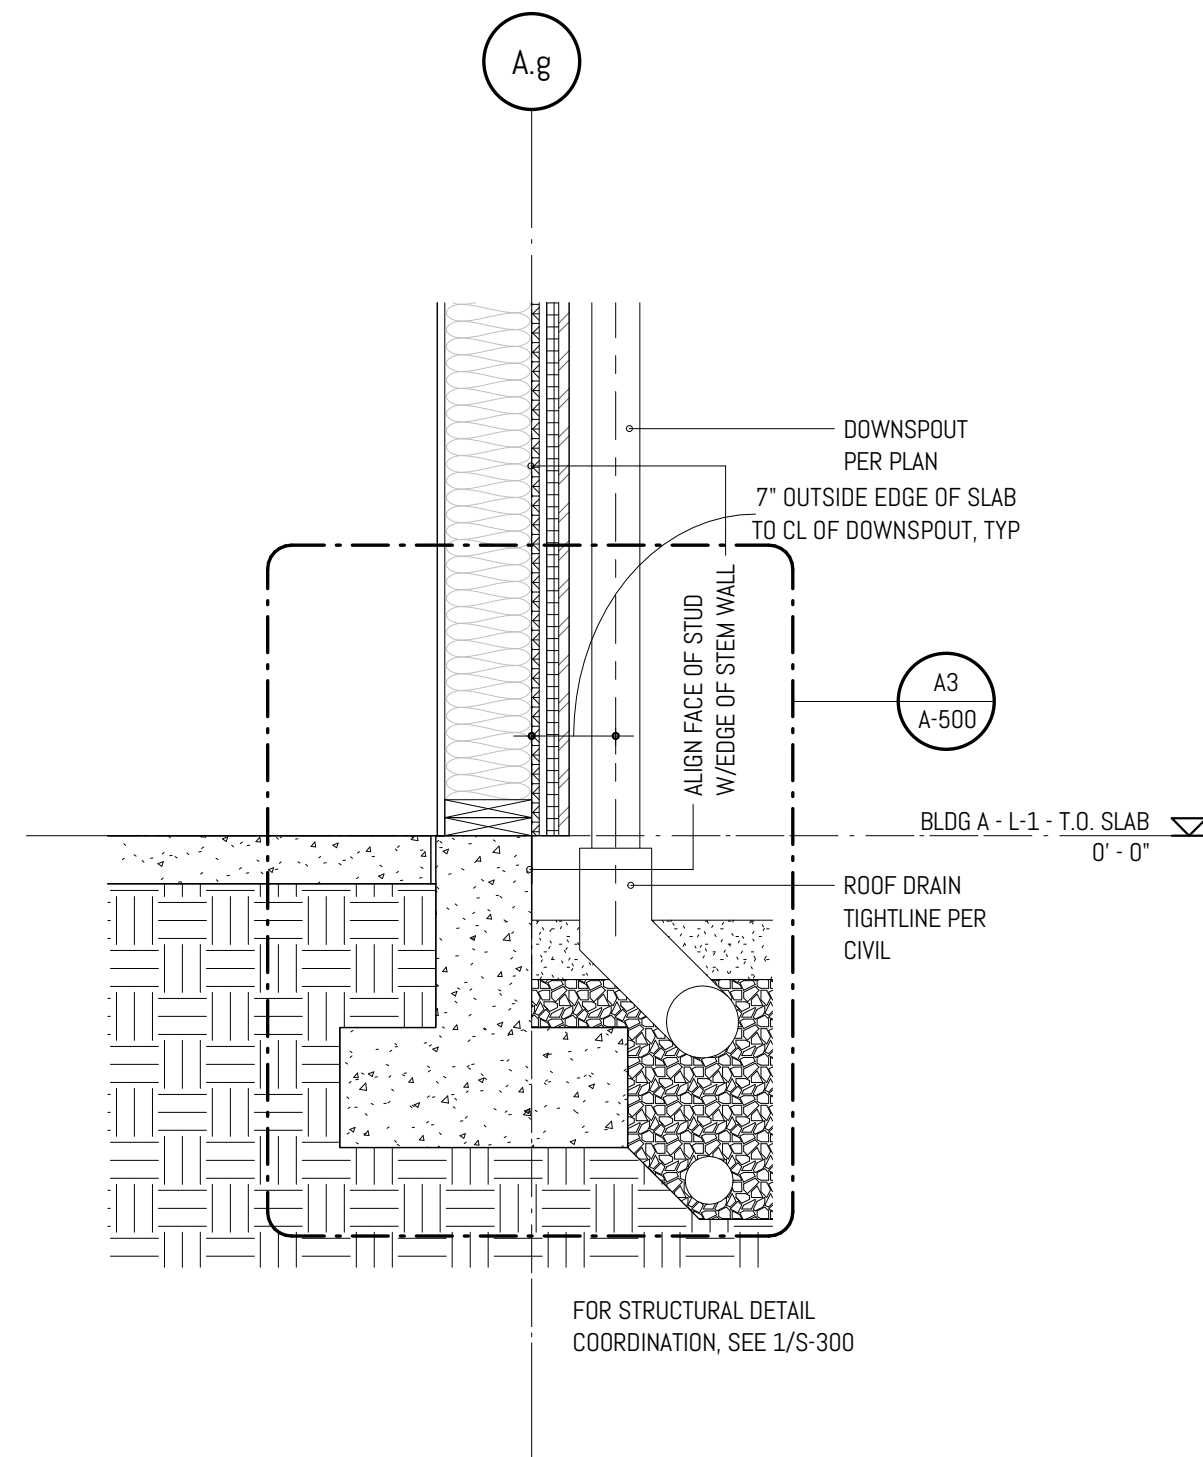 A.g
DOWNSPOUT
PER PLAN
7" OUTSIDE EDGE OF SLAB
TO CL OF DOWNSPOUT, TYP
ALIGN FACE OF STUD
W/EDGE OF STEM WALL
A3
A-500
BLDG A - L-1 - T.O. SLAB
0' - 0"
ROOF DRAIN
TIGHTLINE PER
CIVIL
FOR STRUCTURAL DETAIL
COORDINATION, SEE 1/S-300